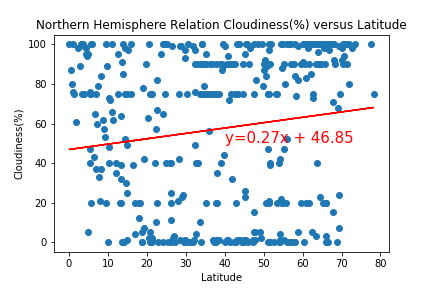 Northern Hemisphere Relation Cloudiness(%) versus Latitude
100
80
60
40
20
0
Cloudiness(%)
y=0.27x + 46.85
0 10 20 30 40 50 60 70 80
Latitude